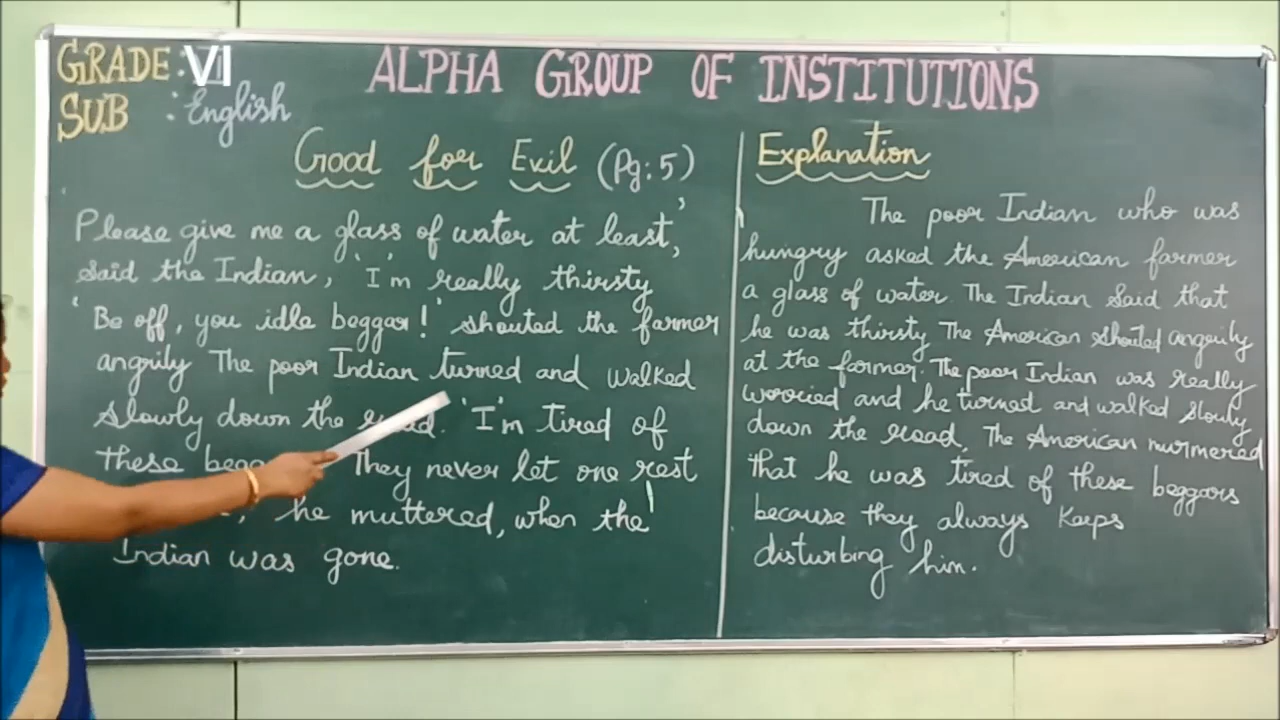 GRADE: VI
SUB : English
ALPHA GROUP OF INSTITUTIONS
Good for Evil (Pg: 5)
Please give me a glass of water at least,'
said the Indian, 'I'm really thirsty
'Be off, you idle beggar!' shouted the farmer
angrily The poor Indian turned and walked
slowly down the road. 'I'm tired of
these They never let one rest
he muttered, when the
Indian was gone.
Explanation
The poor Indian who was
hungry asked the American farmer
a glass of water. The Indian said that
he was thirsty The American shouted angrily
at the farmer. The poor Indian was really
worried and he turned and walked slowly
down the road, The American murmered
that he was tired of these beggars
because they always keeps
disturbing him.